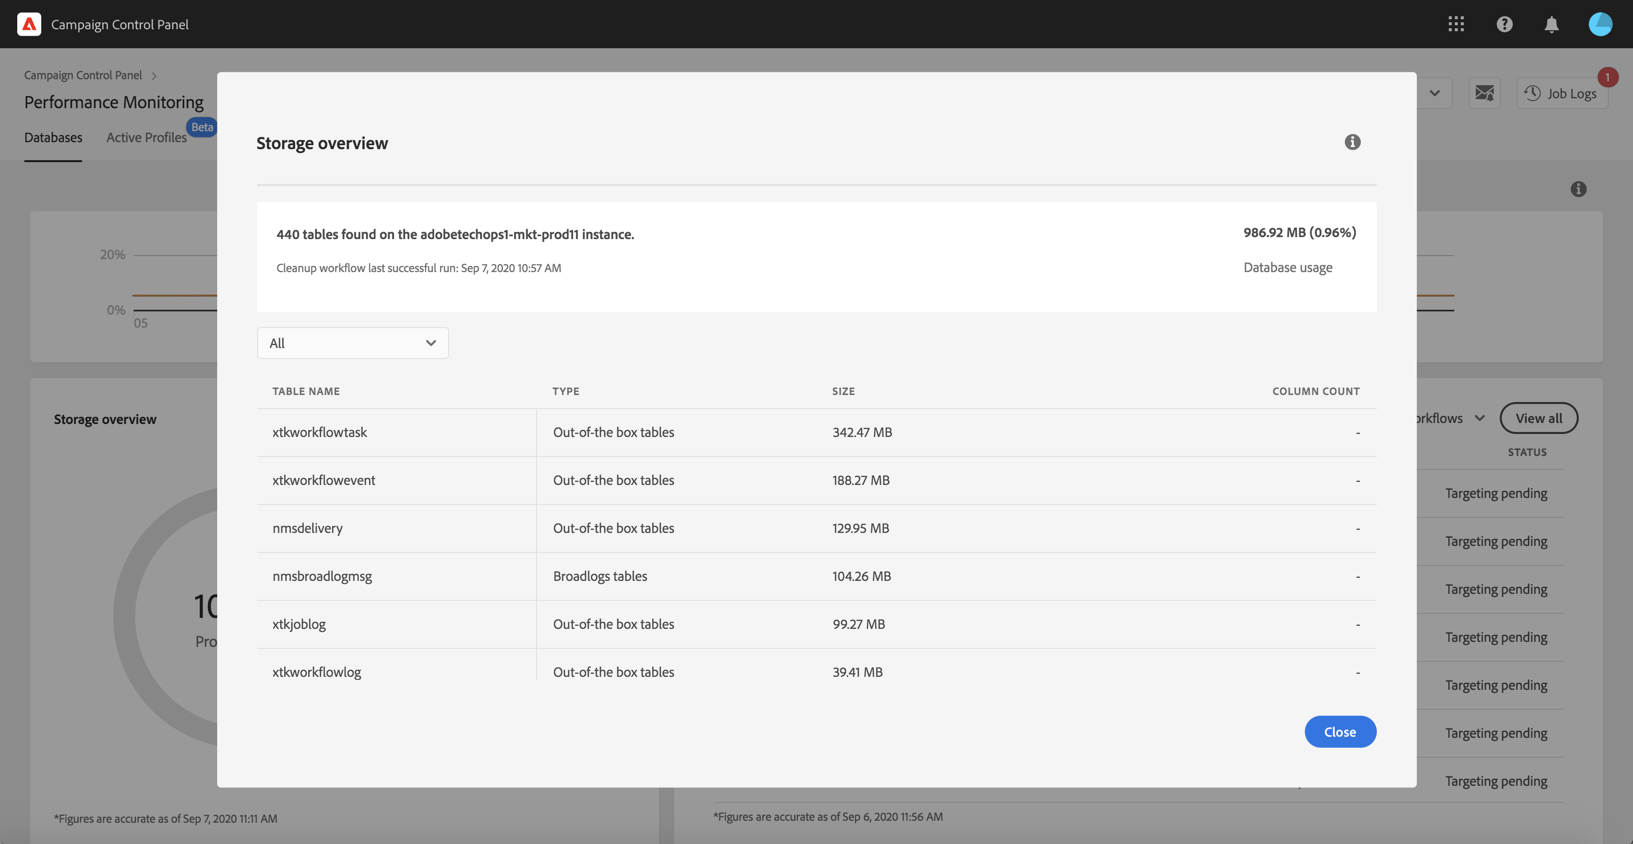 Campaign Control Panel
Campaign Control Panel
Performance Monitoring
Databases
Active Profiles
Beta
Job Logs
1
20%
0%
05
Storage overview
440 tables found on the adobetechops1-mkt-prod11 instance.
986.92 MB (0.96%)
Cleanup workflow last successful run: Sep 7, 2020 10:57 AM
Database usage
All
TABLE NAME TYPE SIZE COLUMN COUNT
xtkworkflowtask Out-of-the box tables 342.47 MB -
xtkworkflowevent Out-of-the box tables 188.27 MB -
nmsdelivery Out-of-the box tables 129.95 MB -
nmsbroadlogmsg Broadlogs tables 104.26 MB -
xtkjoblog Out-of-the box tables 99.27 MB -
xtkworkflowlog Out-of-the box tables 39.41 MB -
Close
Storage overview
View all
STATUS
Targeting pending
Targeting pending
Targeting pending
Targeting pending
Targeting pending
Targeting pending
Targeting pending
*Figures are accurate as of Sep 7, 2020 11:11 AM
*Figures are accurate as of Sep 6, 2020 11:56 AM